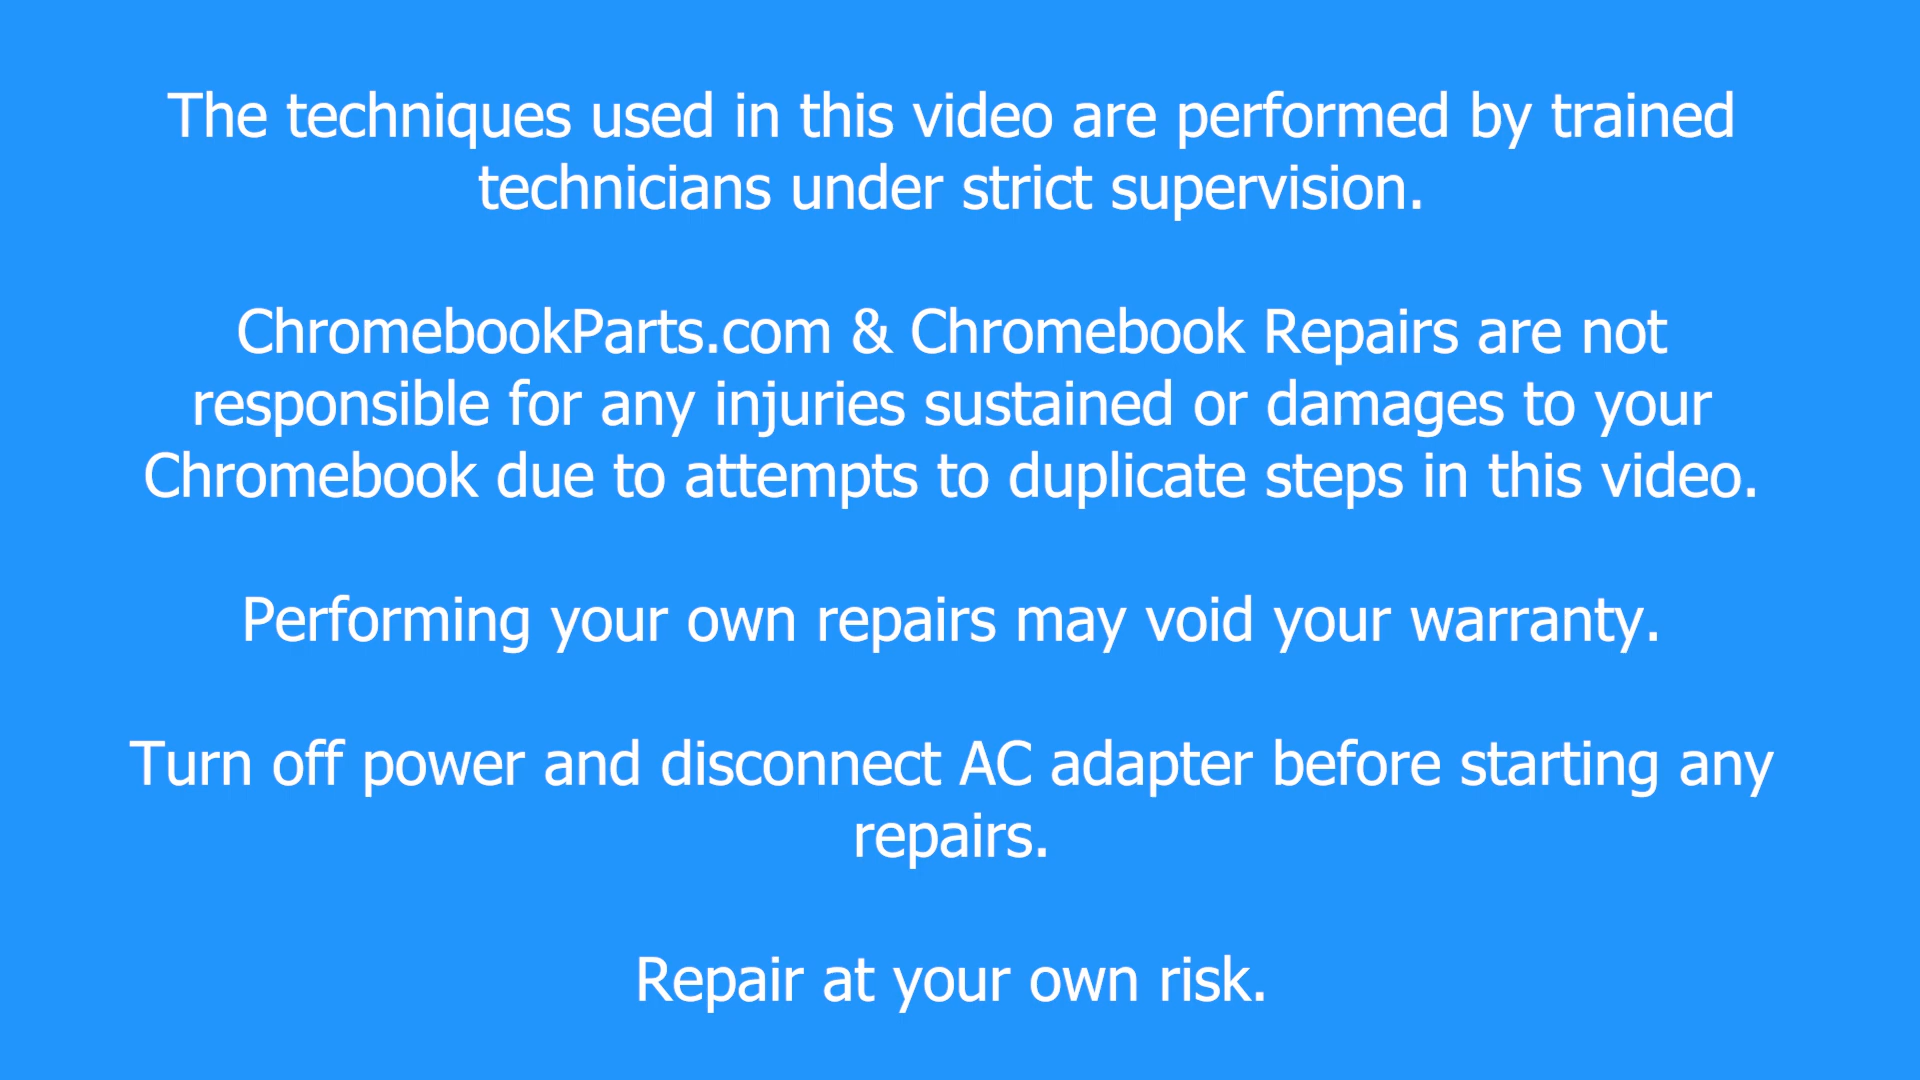 The techniques used in this video are performed by trained
technicians under strict supervision.
ChromebookParts.com & Chromebook Repairs are not
responsible for any injuries sustained or damages to your
Chromebook due to attempts to duplicate steps in this video.
Performing your own repairs may void your warranty.
Turn off power and disconnect AC adapter before starting any
repairs.
Repair at your own risk.